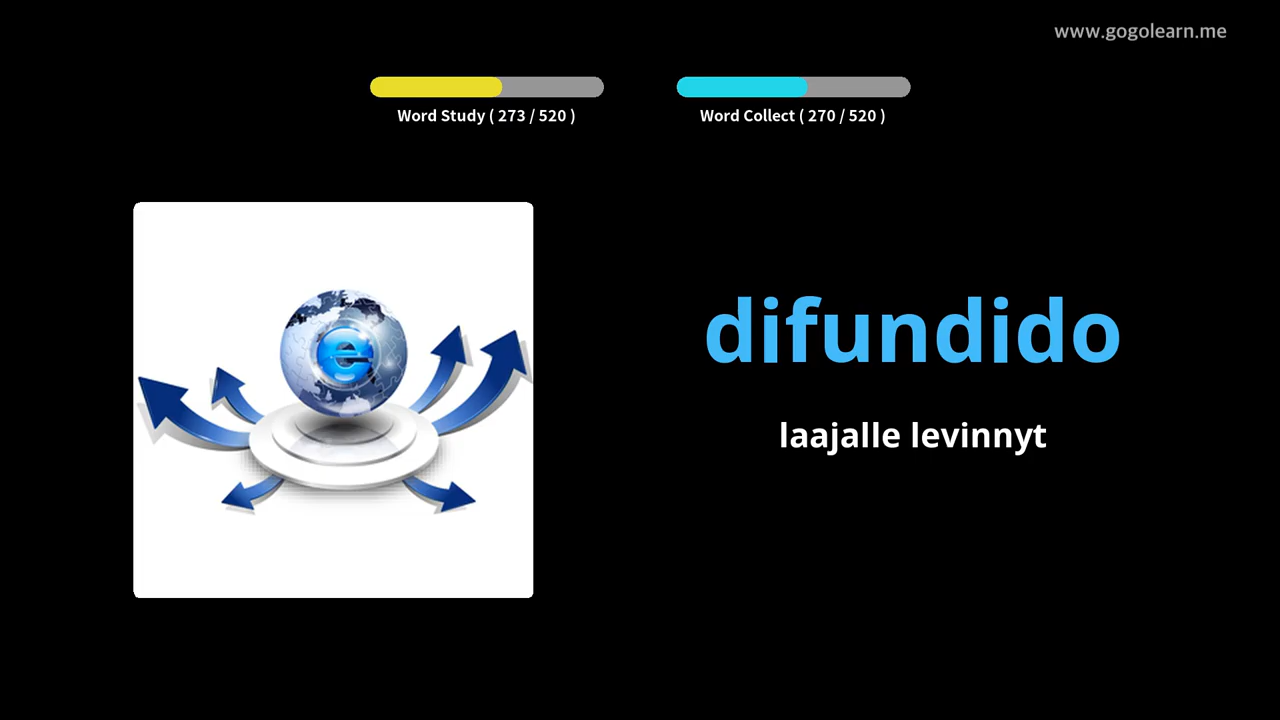 www.gogolearn.me
Word Study ( 273 / 520 )
Word Collect ( 270 / 520 )
e
difundido
laajalle levinnyt